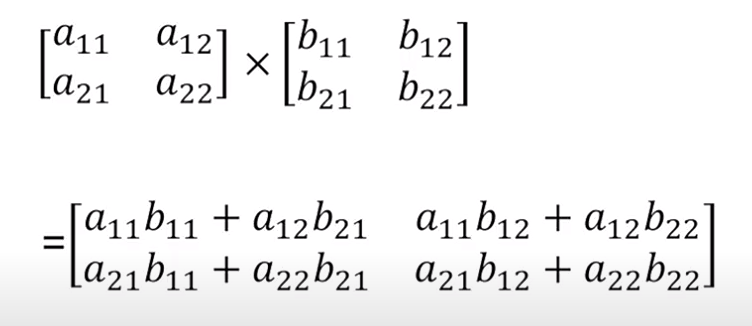 [a₁₁ a₁₂] × [b₁₁ b₁₂]
[a₂₁ a₂₂] [b₂₁ b₂₂]
=[a₁₁b₁₁ + a₁₂b₂₁ a₁₁b₁₂ + a₁₂b₂₂]
[a₂₁b₁₁ + a₂₂b₂₁ a₂₁b₁₂ + a₂₂b₂₂]